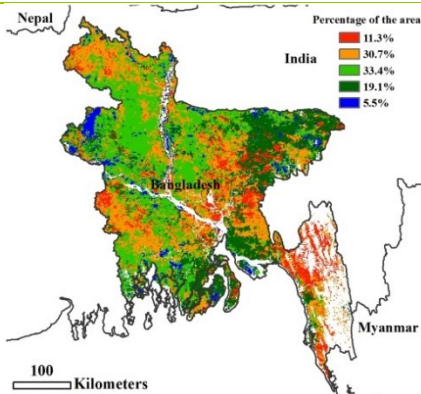 Nepal
Percentage of the area
India
11.3%
30.7%
33.4%
19.1%
5.5%
Bangladesh
Myanmar
100
Kilometers